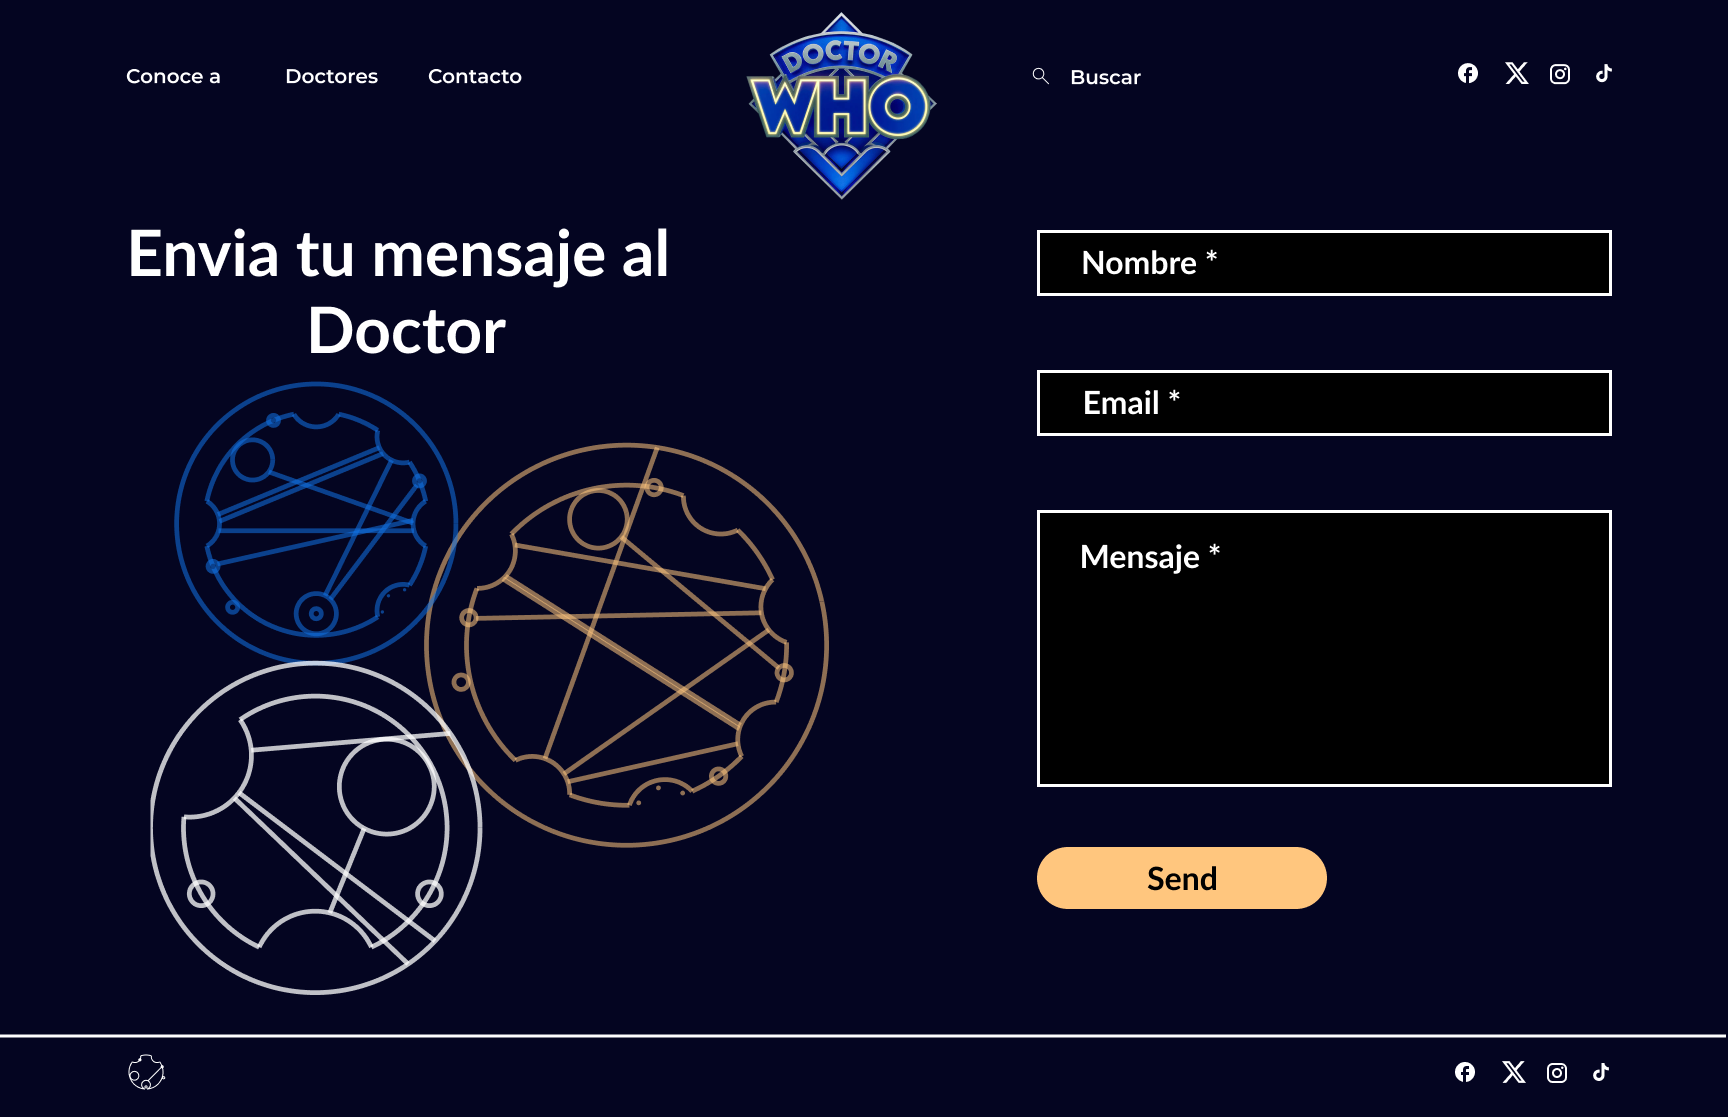 Conoce a
Doctores
Contacto
DOCTOR
WHO
Buscar
Envia tu mensaje al
Doctor
Nombre *
Email *
Mensaje *
Send